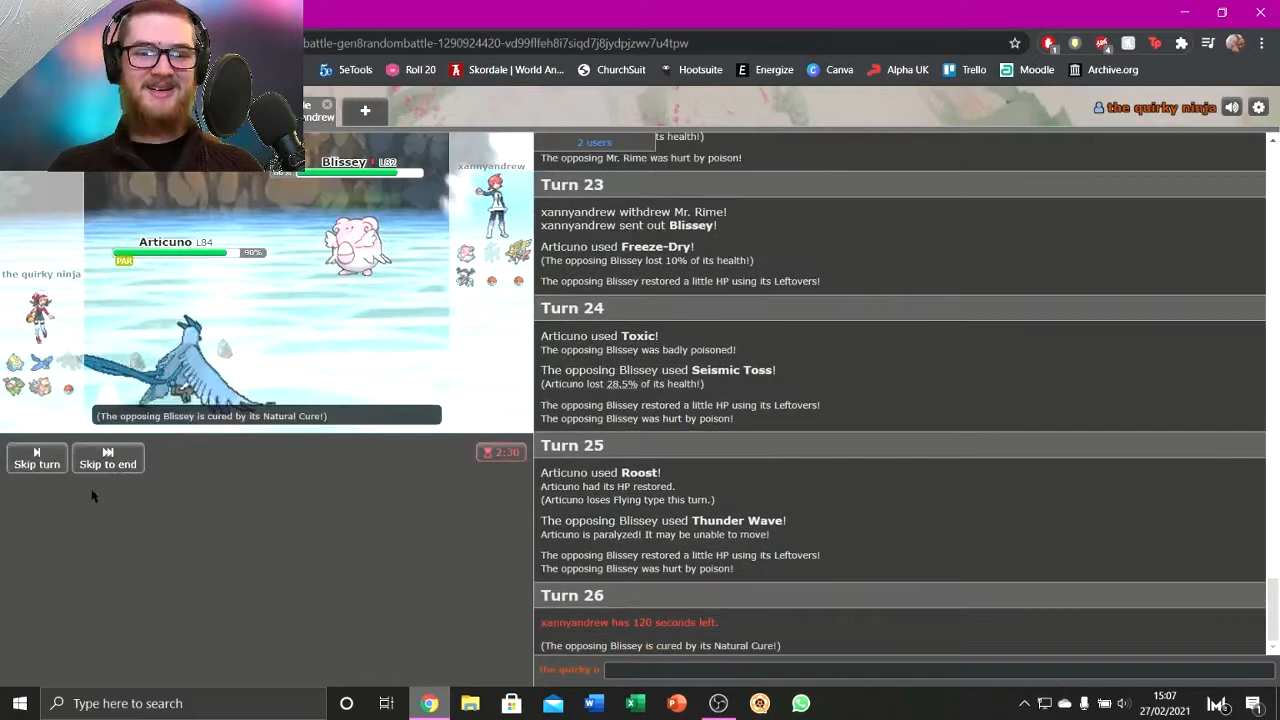 battle-gen8randombattle-1290924420-vd99flfeh8i7siqd7j8jydpjzwv7u4tpw
5eTools
Roll 20
Skordale | World An...
ChurchSuit
Hootsuite
Energize
Canva
Alpha UK
Trello
Moodle
Archive.org
the quirky ninja
2 users
ts health!)
The opposing Mr. Rime was hurt by poison!
Turn 23
xannyandrew withdrew Mr. Rime!
xannyandrew sent out Blissey!
Articuno used Freeze-Dry!
(The opposing Blissey lost 10% of its health!)
The opposing Blissey restored a little HP using its Leftovers!
Turn 24
Articuno used Toxic!
The opposing Blissey was badly poisoned!
The opposing Blissey used Seismic Toss!
(Articuno lost 28.5% of its health!)
The opposing Blissey restored a little HP using its Leftovers!
The opposing Blissey was hurt by poison!
Turn 25
Articuno used Roost!
Articuno had its HP restored.
(Articuno loses Flying type this turn.)
The opposing Blissey used Thunder Wave!
Articuno is paralyzed! It may be unable to move!
The opposing Blissey restored a little HP using its Leftovers!
The opposing Blissey was hurt by poison!
Turn 26
xannyandrew has 120 seconds left.
(The opposing Blissey is cured by its Natural Cure!)
the quirky n
Blissey L82
xannyandrew
Articuno L84
90%
PAR
the quirky ninja
(The opposing Blissey is cured by its Natural Cure!)
Skip turn
Skip to end
2:30
Type here to search
15:07
27/02/2021